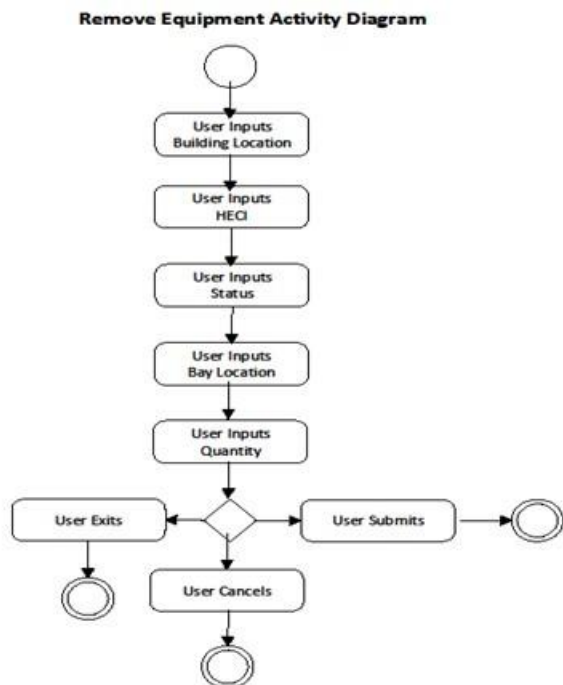 Remove Equipment Activity Diagram
User Inputs
Building Location
User Inputs
HECI
User Inputs
Status
User Inputs
Bay Location
User Inputs
Quantity
User Exits
User Submits
User Cancels